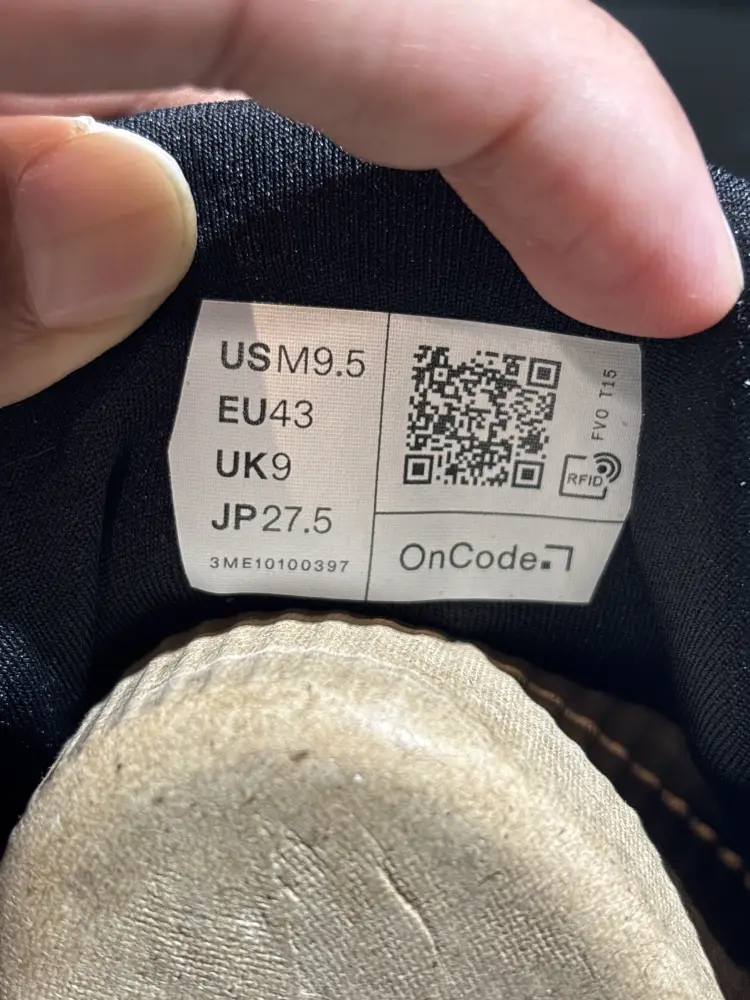 USM9.5
EU43
UK9
JP27.5
3ME10100397
FVO T15
RFID
OnCode